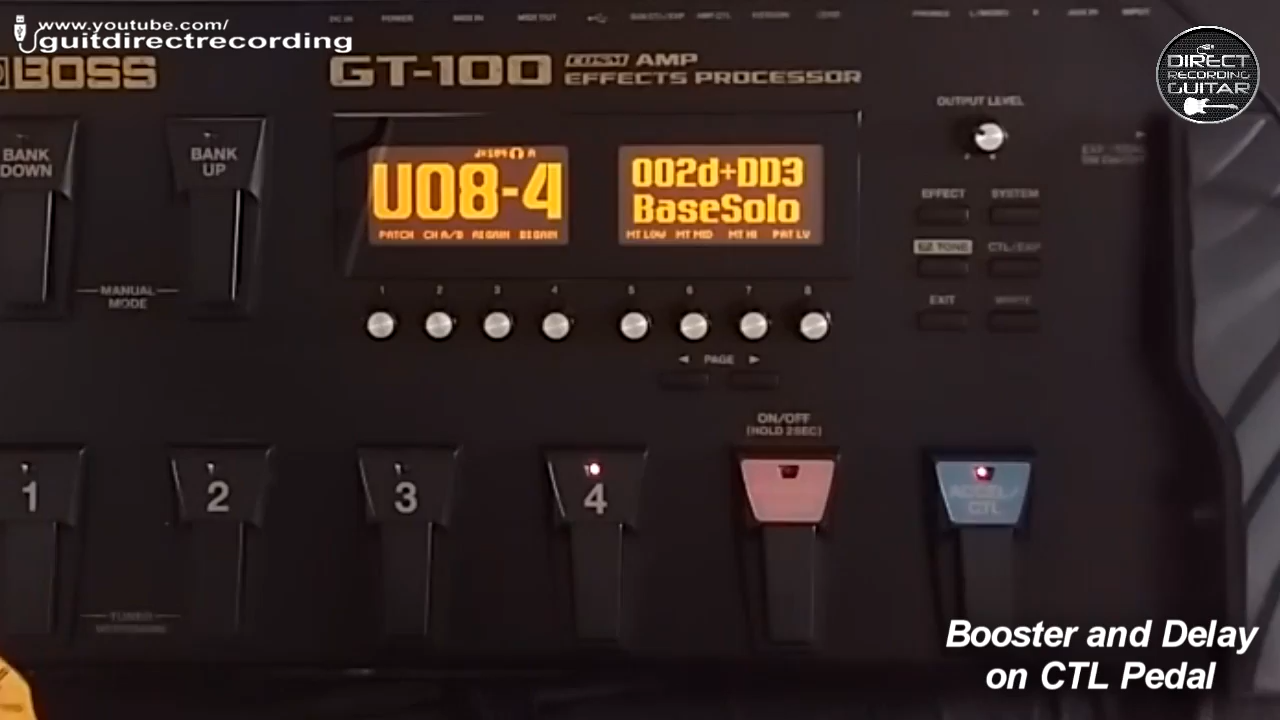 www.youtube.com/
guitdirectrecording
BOSS
GT-100
AMP
EFFECTS PROCESSOR
DIRECT
RECORDING
GUITAR
OUTPUT LEVEL
BANK
DOWN
BANK
UP
U08-4
PATCH CH A/B
002d+DD3
BaseSolo
MT LOW MT MID MT HI PAT LV
EFFECT SYSTEM
EZ TONE CTL/EXP
EXIT WRITE
MANUAL
MODE
1 2 3 4 5 6 7 8
PAGE
ON/OFF
(HOLD 2SEC)
1
2
3
4
ACCEL/
CTL
Booster and Delay
on CTL Pedal